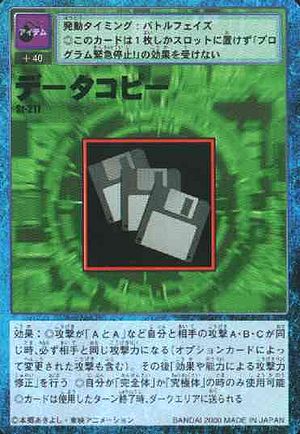 アイテム
+40
発動タイミング：バトルフェイズ
◎このカードは1枚しかスロットに置けず「プ
ログラム緊急停止!」の効果を受けない
データコピー
St-211
効果：◎攻撃が「AとA」など自分と相手の攻撃A・B・Cが同
じ時、必ず相手と同じ攻撃力になる（オプションカードによっ
て変更された攻撃も含む）。その後「効果や能力による攻撃力
修正」を行う ◎自分が「完全体」か「究極体」の時のみ使用可能
◎カードは使用したターン終了時、ダークエリアに送られる
©本郷あきよし・東映アニメーション
BANDAI 2000 MADE IN JAPAN